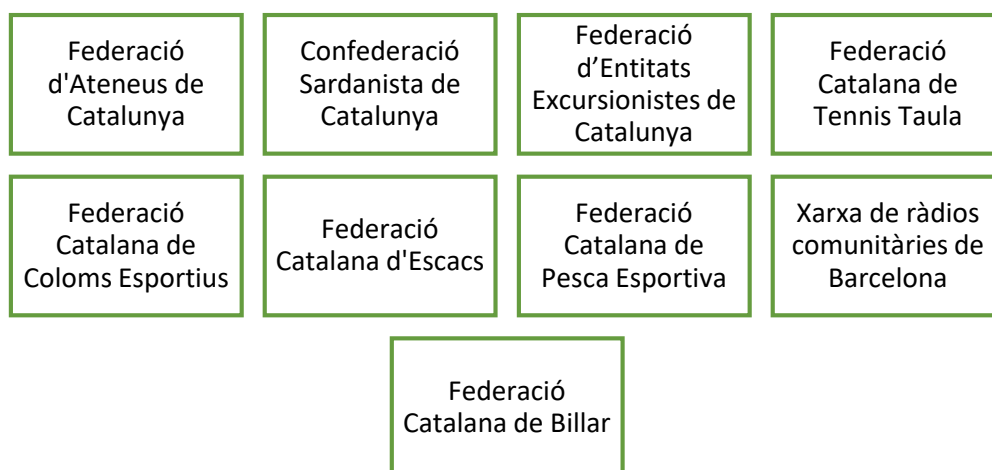 Federació
d'Ateneus de
Catalunya
Confederació
Sardanista de
Catalunya
Federació
d’Entitats
Excursionistes de
Catalunya
Federació
Catalana de
Tennis Taula
Federació
Catalana de
Coloms Esportius
Federació
Catalana d'Escacs
Federació
Catalana de
Pesca Esportiva
Xarxa de ràdios
comunitàries de
Barcelona
Federació
Catalana de Billar